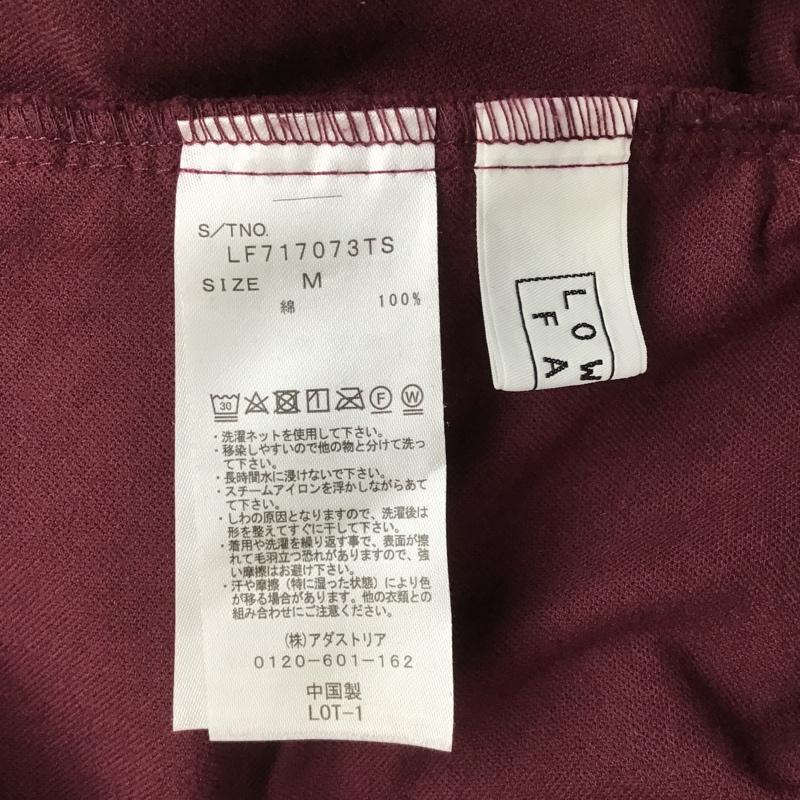 S/TNO.
LF717073TS
SIZE M
綿 100%
30
F W
・洗濯ネットを使用して下さい。
・移染しやすいので他の物と分けて洗っ
て下さい。
・長時間水に浸けないで下さい。
・スチームアイロンを浮かしながらあて
て下さい。
・しわの原因となりますので、洗濯後は
形を整えてすぐに干して下さい。
・着用や洗濯を繰り返す事で、表面が擦
れて毛羽立つ恐れがありますので、強
い摩擦はお避け下さい。
・汗や摩擦（特に湿った状態）により色
が移る場合があります。他の衣類との
組み合わせにご注意ください。
(株)アダストリア
0120-601-162
中国製
LOT-1
LOW
FA